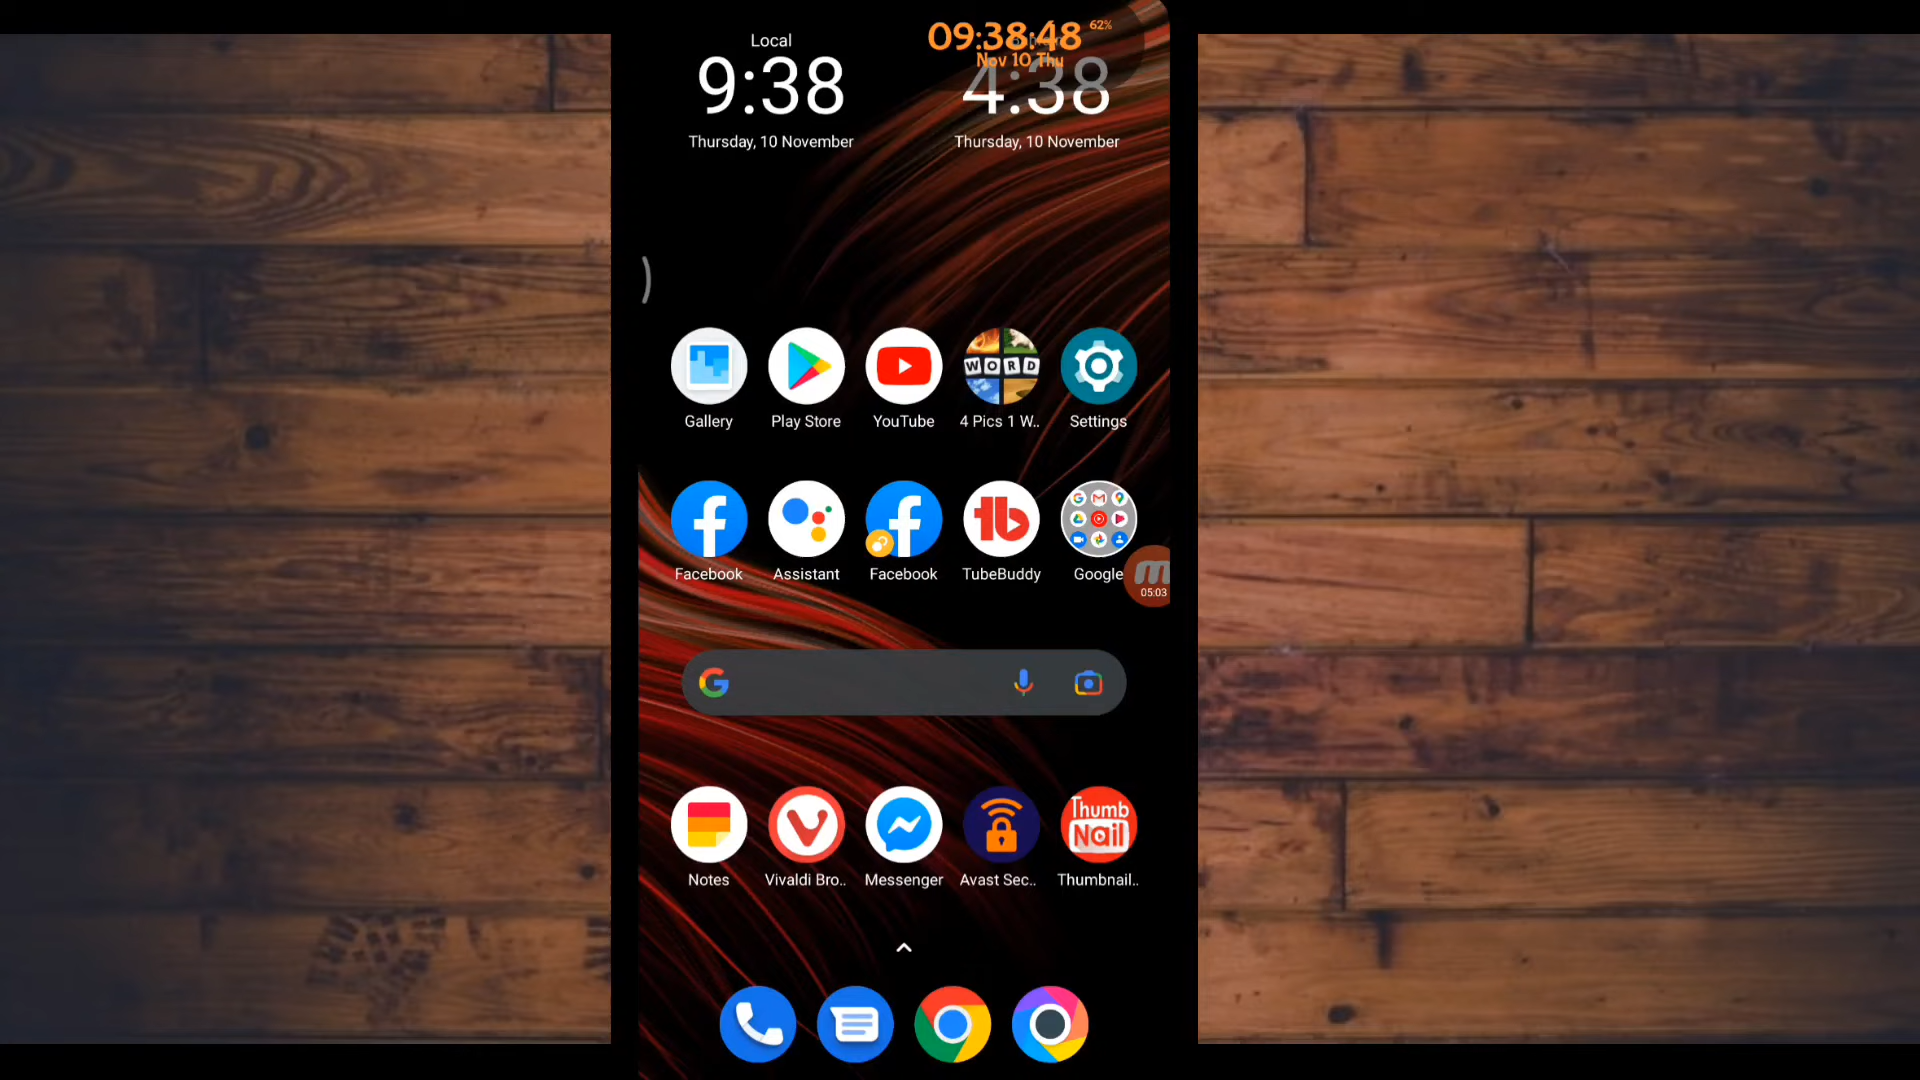 Local
9:38
Thursday, 10 November
09:38:48 62%
Nov 10 Thu
4:38
Thursday, 10 November
WORD
Gallery
Play Store
YouTube
4 Pics 1 W..
Settings
Facebook
Assistant
Facebook
TubeBuddy
Google
05:03
Thumb
Nail
Notes
Vivaldi Bro..
Messenger
Avast Sec..
Thumbnail..